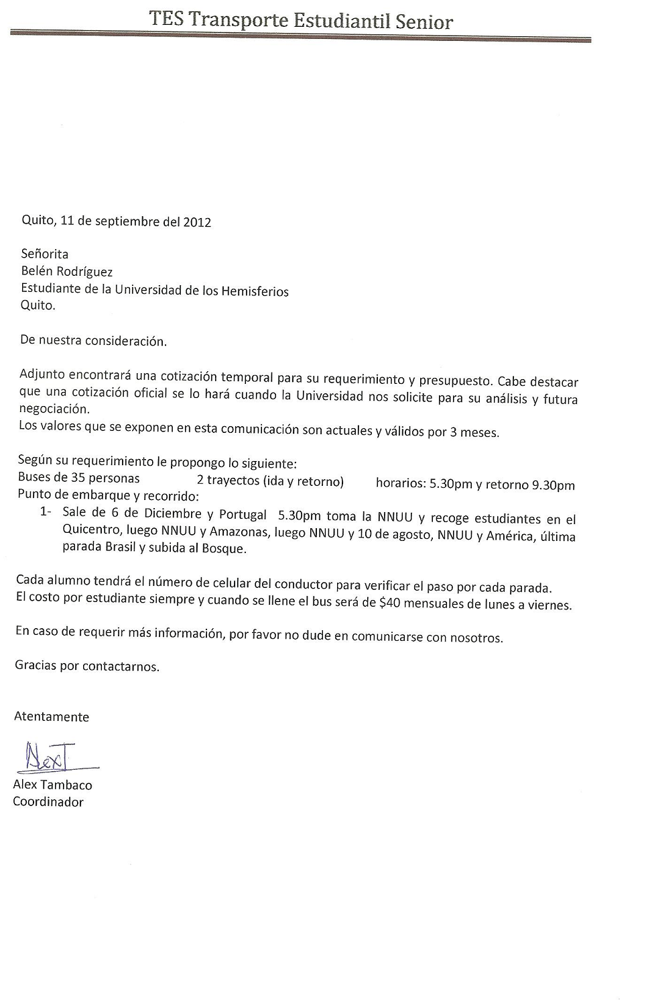 TES Transporte Estudiantil Senior
Quito, 11 de septiembre del 2012
Señorita
Belén Rodríguez
Estudiante de la Universidad de los Hemisferios
Quito.
De nuestra consideración.
Adjunto encontrará una cotización temporal para su requerimiento y presupuesto. Cabe destacar
que una cotización oficial se lo hará cuando la Universidad nos solicite para su análisis y futura
negociación.
Los valores que se exponen en esta comunicación son actuales y válidos por 3 meses.
Según su requerimiento le propongo lo siguiente:
Buses de 35 personas 2 trayectos (ida y retorno) horarios: 5.30pm y retorno 9.30pm
Punto de embarque y recorrido:
1- Sale de 6 de Diciembre y Portugal 5.30pm toma la NNUU y recoge estudiantes en el
Quicentro, luego NNUU y Amazonas, luego NNUU y 10 de agosto, NNUU y América, última
parada Brasil y subida al Bosque.
Cada alumno tendrá el número de celular del conductor para verificar el paso por cada parada.
El costo por estudiante siempre y cuando se llene el bus será de $40 mensuales de lunes a viernes.
En caso de requerir más información, por favor no dude en comunicarse con nosotros.
Gracias por contactarnos.
Atentamente
Alex Tambaco
Coordinador